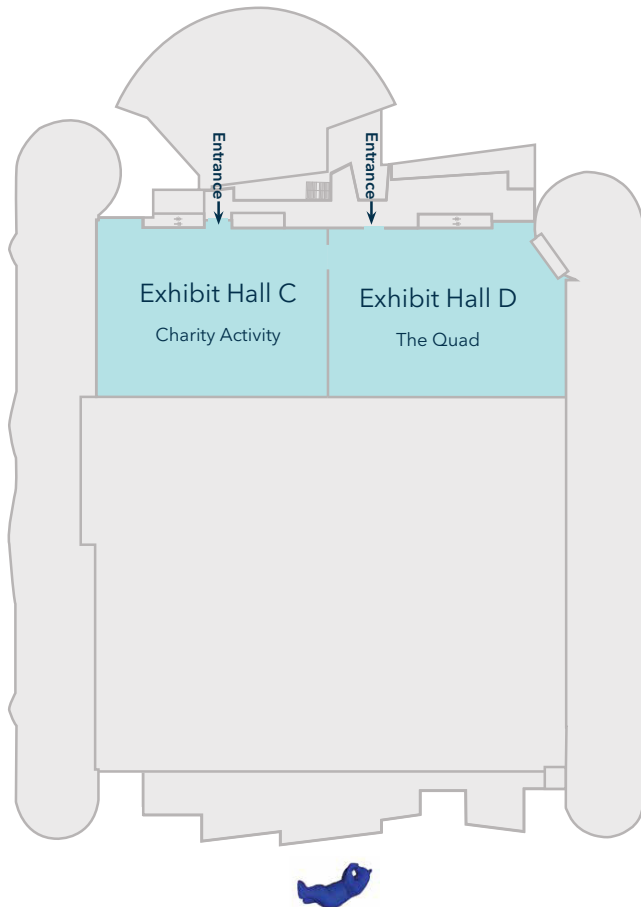 Entrance
Entrance
Exhibit Hall C
Charity Activity
Exhibit Hall D
The Quad